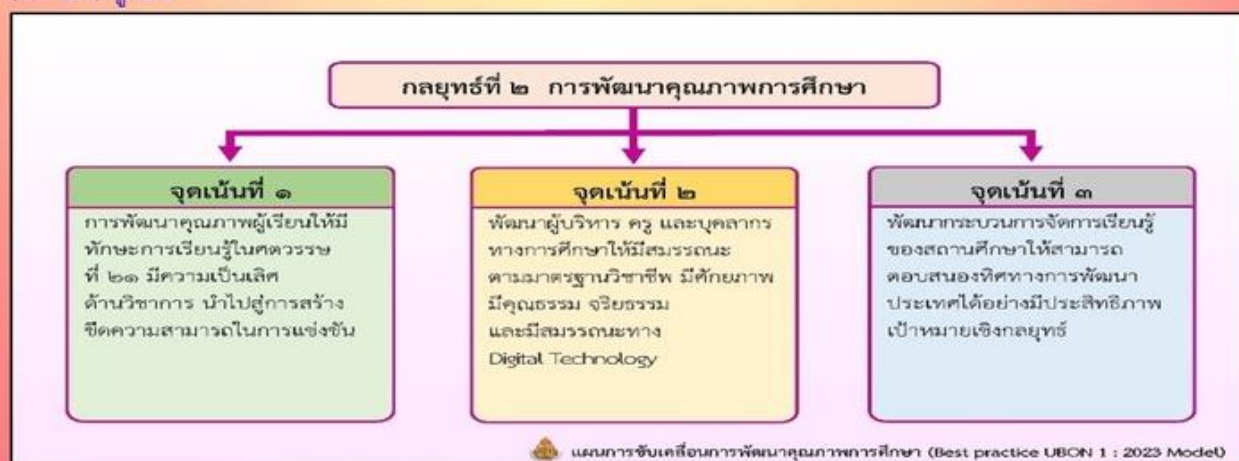 กลยุทธ์ที่ ๒ การพัฒนาคุณภาพการศึกษา
จุดเน้นที่ ๑
การพัฒนาคุณภาพผู้เรียนให้มี
ทักษะการเรียนรู้ในศตวรรษ
ที่ ๒๑ มีความเป็นเลิศ
ด้านวิชาการ นำไปสู่การสร้าง
ขีดความสามารถในการแข่งขัน
จุดเน้นที่ ๒
พัฒนาผู้บริหาร ครู และบุคลากร
ทางการศึกษาให้มีสมรรถนะ
ตามมาตรฐานวิชาชีพ มีศักยภาพ
มีคุณธรรม จริยธรรม
และมีสมรรถนะทาง
Digital Technology
จุดเน้นที่ ๓
พัฒนากระบวนการจัดการเรียนรู้
ของสถานศึกษาให้สามารถ
ตอบสนองทิศทางการพัฒนา
ประเทศได้อย่างมีประสิทธิภาพ
เป้าหมายเชิงกลยุทธ์
แผนการขับเคลื่อนการพัฒนาคุณภาพการศึกษา (Best practice UBON 1 : 2023 Model)